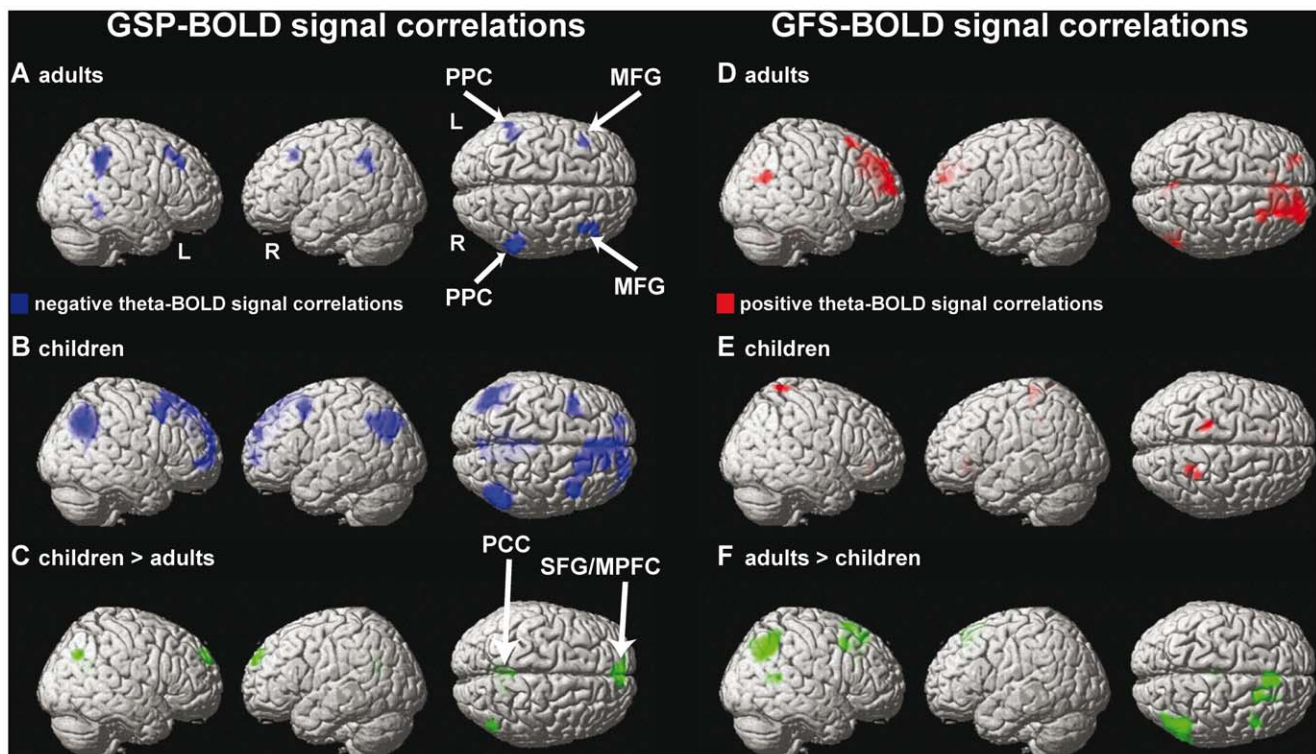 GSP-BOLD signal correlations
A adults
PPC
MFG
L
R
L
R
PPC
MFG
negative theta-BOLD signal correlations
B children
C children > adults
PCC
SFG/MPFC
GFS-BOLD signal correlations
D adults
positive theta-BOLD signal correlations
E children
F adults > children